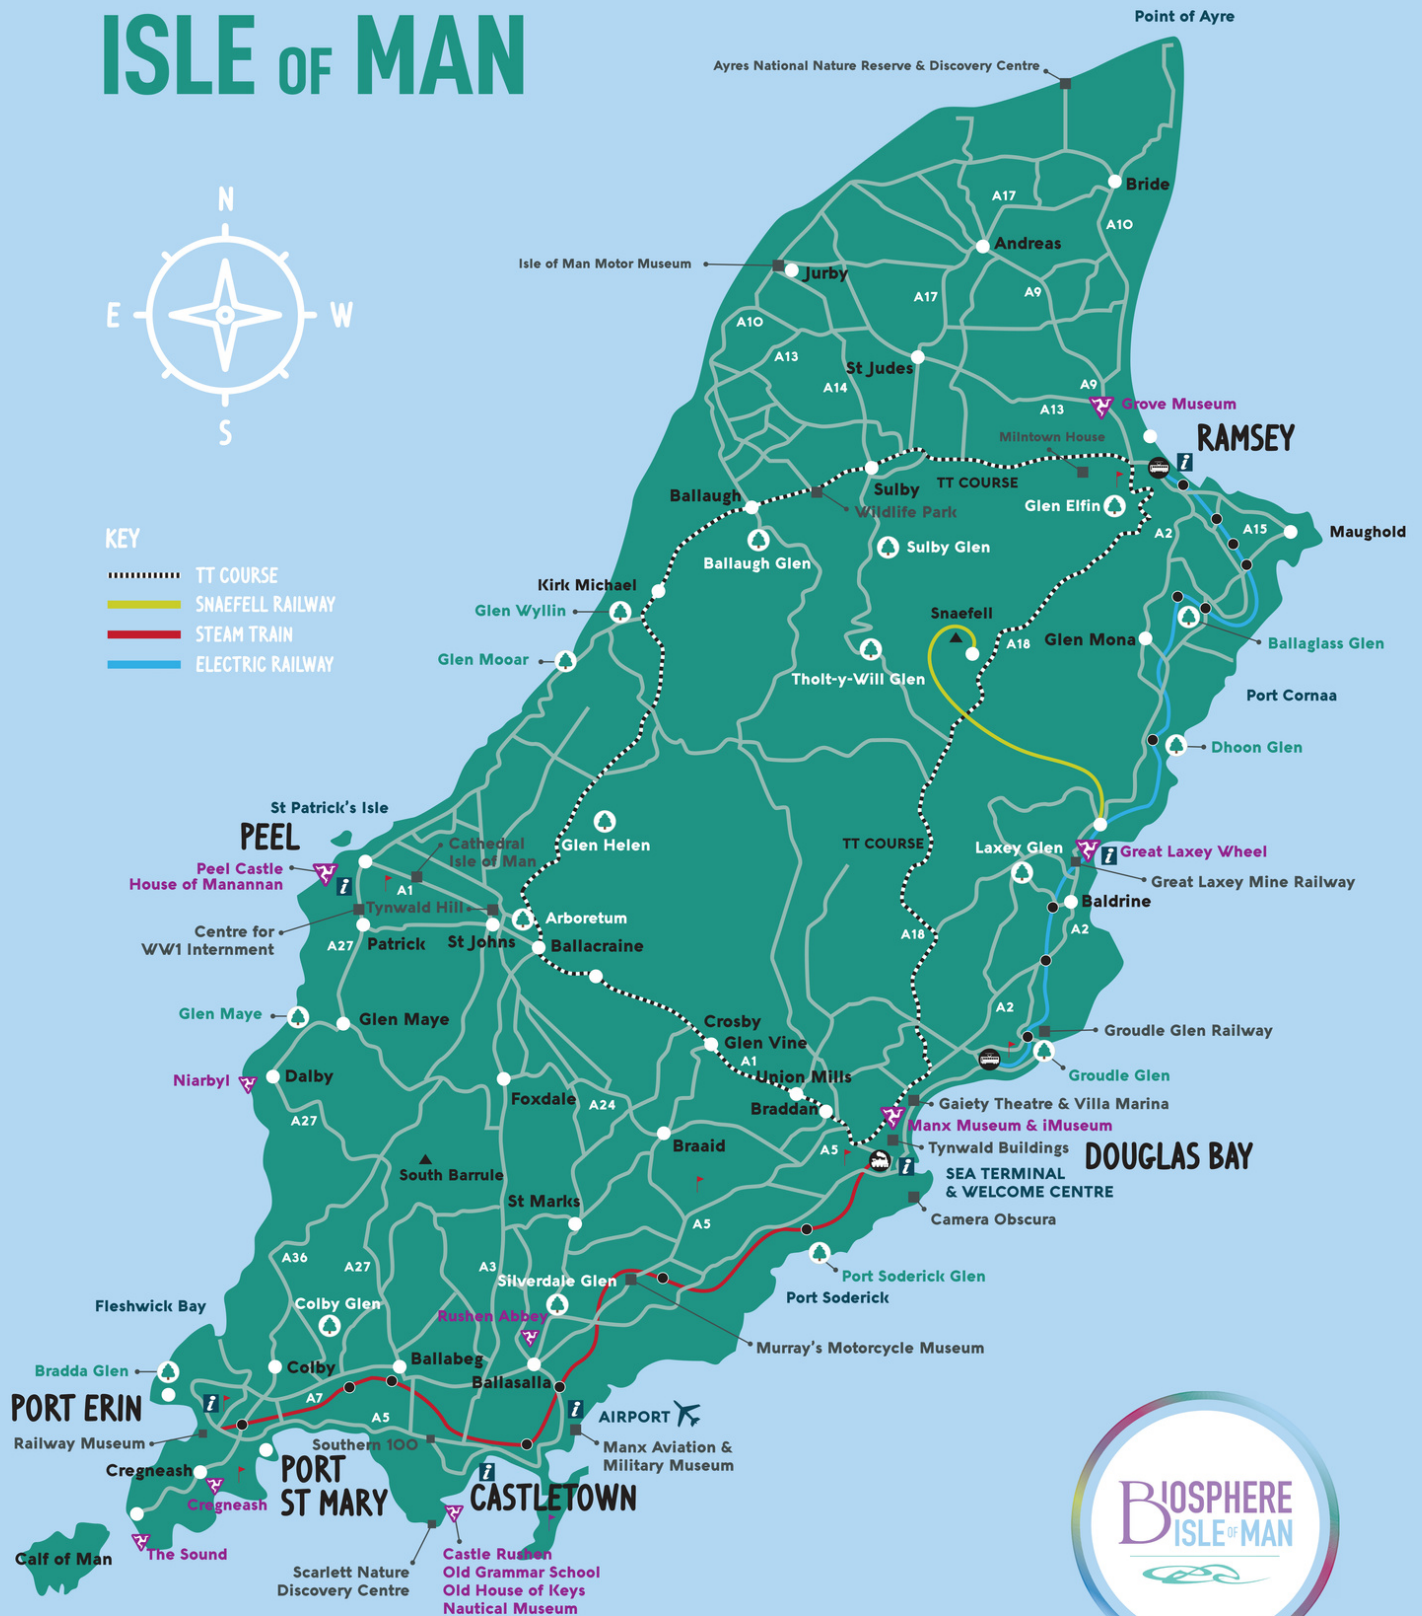 ISLE OF MAN
Point of Ayre
Ayres National Nature Reserve & Discovery Centre
N
E
W
S
Bride
A17
A10
Andreas
Isle of Man Motor Museum
Jurby
A17
A9
A10
A13
St Judes
A14
A9
A13
Grove Museum
Milntown House
RAMSEY
i
Sulby
TT COURSE
Ballaugh
Wildlife Park
Glen Elfin
A2
A15
Maughold
Sulby Glen
Ballaugh Glen
KEY
TT COURSE
SNAEFELL RAILWAY
STEAM TRAIN
ELECTRIC RAILWAY
Kirk Michael
Glen Wyllin
Snaefell
Glen Mona
A18
Ballaglass Glen
Glen Mooar
Tholt-y-Will Glen
Port Cornaa
Dhoon Glen
St Patrick's Isle
PEEL
Cathedral
Isle of Man
Glen Helen
TT COURSE
Laxey Glen
i
Great Laxey Wheel
Peel Castle
House of Manannan
i
A1
Great Laxey Mine Railway
Tynwald Hill
Baldrine
Arboretum
Centre for
WW1 Internment
A27
Patrick
St Johns
Ballacraine
A18
A2
Glen Maye
Glen Maye
A2
Crosby
Glen Vine
Groudle Glen Railway
A1
Niarbyl
Dalby
Union Mills
Groudle Glen
Foxdale
A24
Braddan
Gaiety Theatre & Villa Marina
A27
Manx Museum & iMuseum
Braaid
A5
Tynwald Buildings
DOUGLAS BAY
South Barrule
i
SEA TERMINAL
& WELCOME CENTRE
St Marks
Camera Obscura
A5
A36
A27
A3
Silverdale Glen
Port Soderick Glen
Port Soderick
Fleshwick Bay
Colby Glen
Rushen Abbey
Murray's Motorcycle Museum
Bradda Glen
Colby
Ballabeg
Ballasalla
PORT ERIN
i
A7
A5
i
AIRPORT
Railway Museum
Southern 100
Manx Aviation &
Military Museum
Cregneash
PORT
ST MARY
i
CASTLETOWN
Cregneash
Calf of Man
The Sound
Scarlett Nature
Discovery Centre
Castle Rushen
Old Grammar School
Old House of Keys
Nautical Museum
BIOSPHERE
ISLE OF MAN